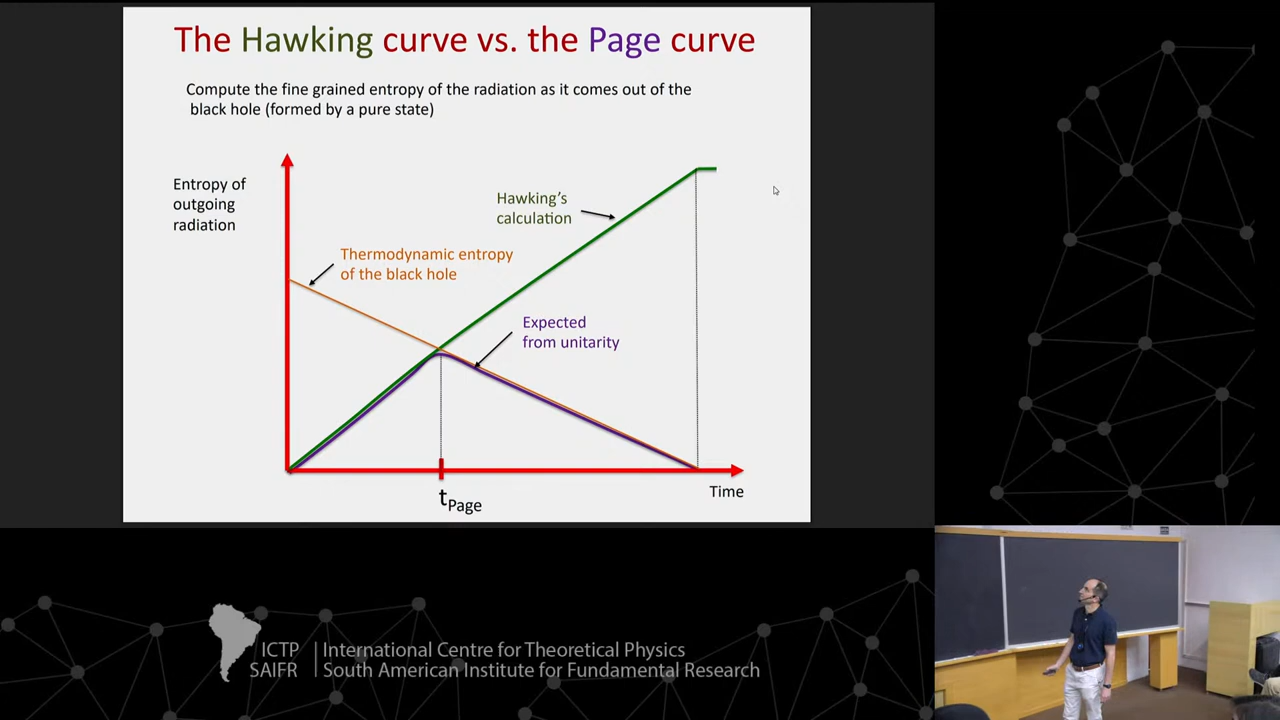 The Hawking curve vs. the Page curve
Compute the fine grained entropy of the radiation as it comes out of the
black hole (formed by a pure state)
Entropy of
outgoing
radiation
Hawking's
calculation
Thermodynamic entropy
of the black hole
Expected
from unitarity
Time
tPage
ICTP
SAIFR
International Centre for Theoretical Physics
South American Institute for Fundamental Research